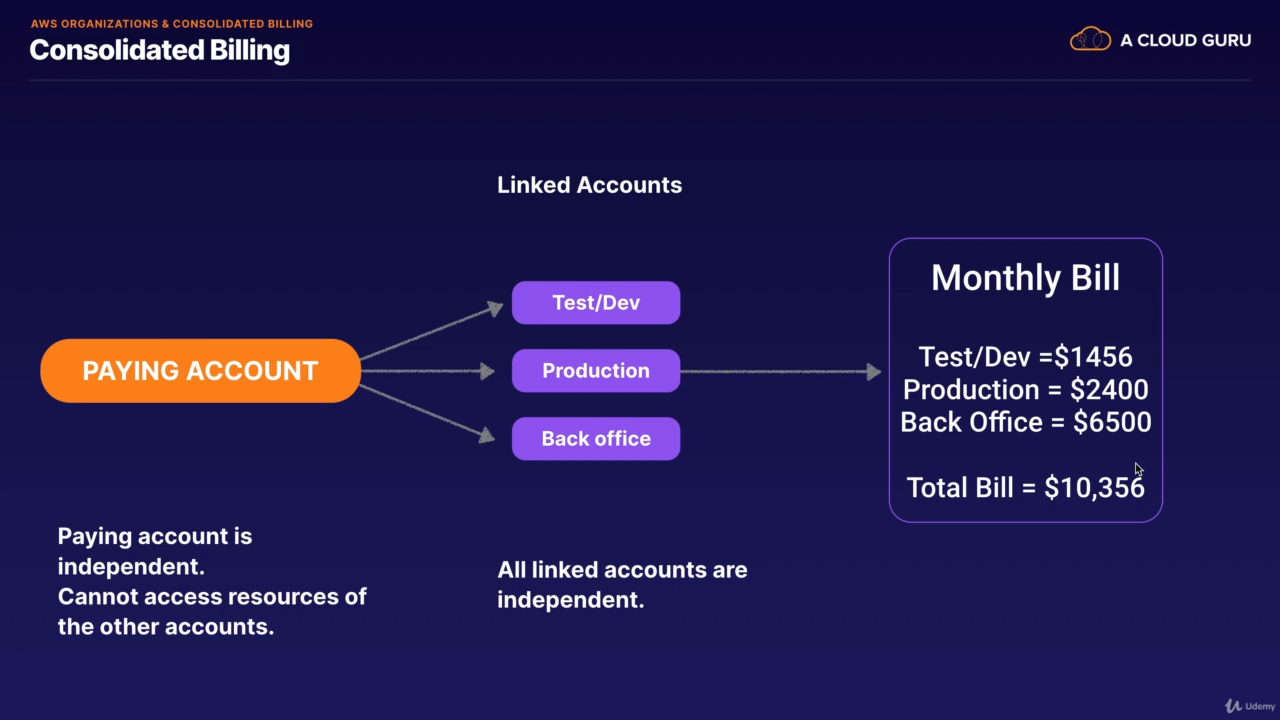 AWS ORGANIZATIONS & CONSOLIDATED BILLING
Consolidated Billing
A CLOUD GURU
Linked Accounts
PAYING ACCOUNT
Test/Dev
Production
Back office
Monthly Bill
Test/Dev =$1456
Production = $2400
Back Office = $6500
Total Bill = $10,356
Paying account is
independent.
Cannot access resources of
the other accounts.
All linked accounts are
independent.
Udemy